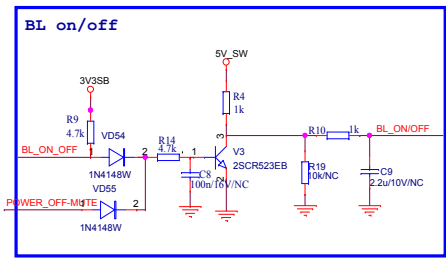 BL on/off
5V_SW
3V3SB
R9
4.7k
R4
1k
BL_ON_OFF
VD54
2
R14
4.7k
1
3
V3
2SCR523EB
2
R10
1k
BL_ON/OFF
1N4148W
C8
100n/16V/NC
R19
10k/NC
C9
2.2u/10V/NC
VD55
POWER_OFF-MUTE
1
2
1N4148W